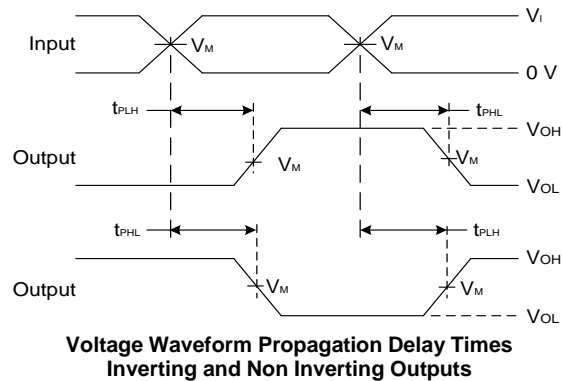 VI
Input VM VM
0 V
tPLH tPHL
VOH
Output VM VM
VOL
tPHL tPLH
VOH
Output VM VM
VOL
Voltage Waveform Propagation Delay Times
Inverting and Non Inverting Outputs